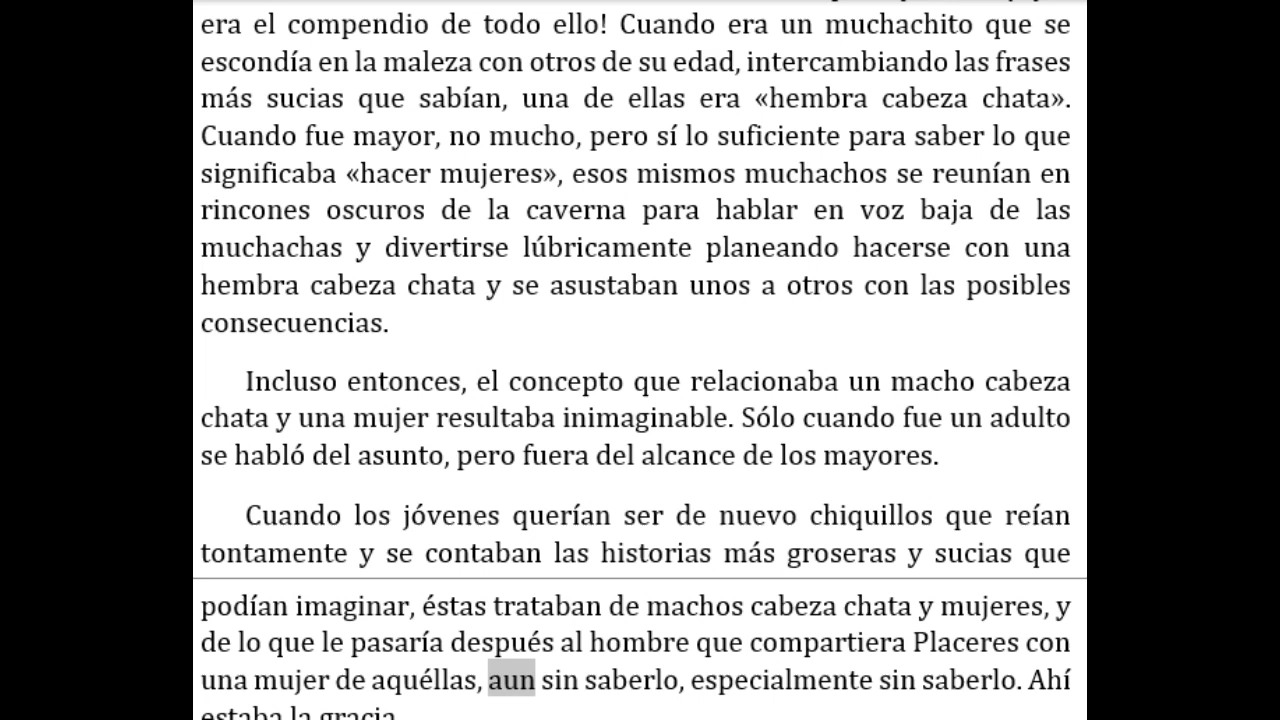 era el compendio de todo ello! Cuando era un muchachito que se
escondía en la maleza con otros de su edad, intercambiando las frases
más sucias que sabían, una de ellas era «hembra cabeza chata».
Cuando fue mayor, no mucho, pero sí lo suficiente para saber lo que
significaba «hacer mujeres», esos mismos muchachos se reunían en
rincones oscuros de la caverna para hablar en voz baja de las
muchachas y divertirse lúbricamente planeando hacerse con una
hembra cabeza chata y se asustaban unos a otros con las posibles
consecuencias.
Incluso entonces, el concepto que relacionaba un macho cabeza
chata y una mujer resultaba inimaginable. Sólo cuando fue un adulto
se habló del asunto, pero fuera del alcance de los mayores.
Cuando los jóvenes querían ser de nuevo chiquillos que reían
tontamente y se contaban las historias más groseras y sucias que
podían imaginar, éstas trataban de machos cabeza chata y mujeres, y
de lo que le pasaría después al hombre que compartiera Placeres con
una mujer de aquéllas, aun sin saberlo, especialmente sin saberlo. Ahí
estaba la gracia.